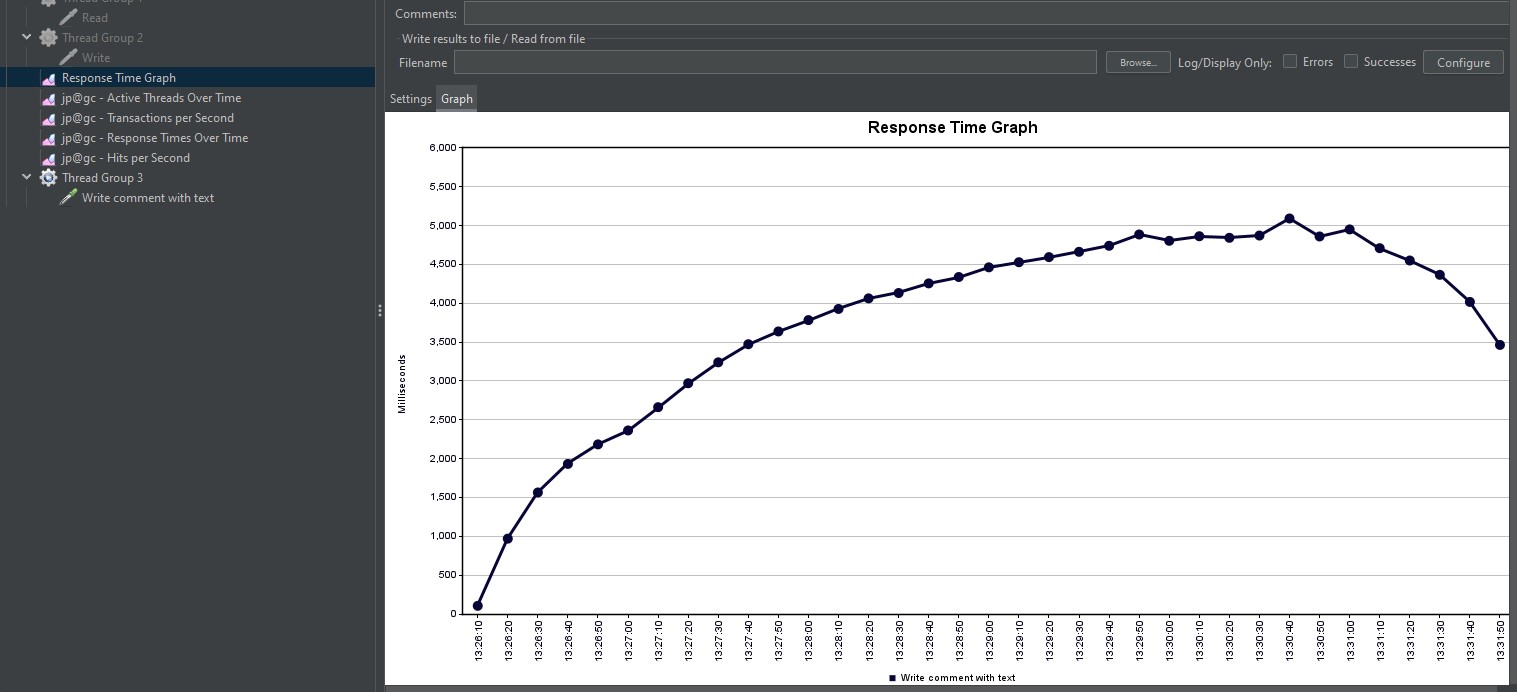 Thread Group 1
Read
Thread Group 2
Write
Response Time Graph
jp@gc - Active Threads Over Time
jp@gc - Transactions per Second
jp@gc - Response Times Over Time
jp@gc - Hits per Second
Thread Group 3
Write comment with text
Comments:
Write results to file / Read from file
Filename
Browse...
Log/Display Only:
Errors
Successes
Configure
Settings
Graph
Response Time Graph
6,000
5,500
5,000
4,500
4,000
3,500
3,000
2,500
2,000
1,500
1,000
500
0
Milliseconds
13:26:10
13:26:20
13:26:30
13:26:40
13:26:50
13:27:00
13:27:10
13:27:20
13:27:30
13:27:40
13:27:50
13:28:00
13:28:10
13:28:20
13:28:30
13:28:40
13:28:50
13:29:00
13:29:10
13:29:20
13:29:30
13:29:40
13:29:50
13:30:00
13:30:10
13:30:20
13:30:30
13:30:40
13:30:50
13:31:00
13:31:10
13:31:20
13:31:30
13:31:40
13:31:50
Write comment with text